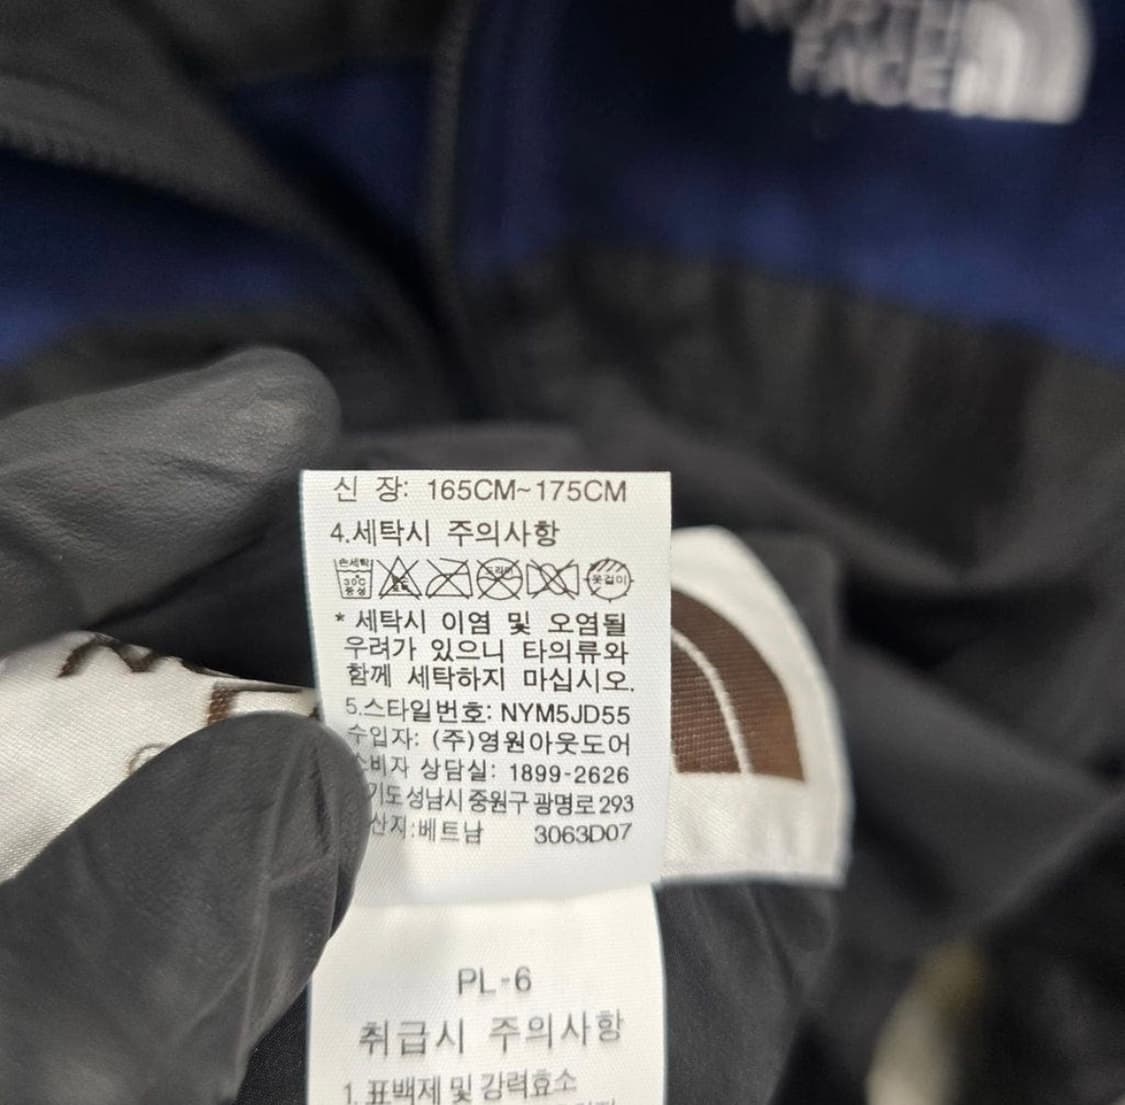 NORTH
FACE
신 장: 165CM~175CM
4.세탁시 주의사항
손세탁
30℃
중성
드라이
옷걸이
* 세탁시 이염 및 오염될
우려가 있으니 타의류와
함께 세탁하지 마십시오.
5.스타일번호: NYM5JD55
수입자: (주)영원아웃도어
소비자 상담실: 1899-2626
기도 성남시 중원구 광명로 293
산지:베트남 3063D07
PL-6
취급시 주의사항
1. 표백제 및 강력효소